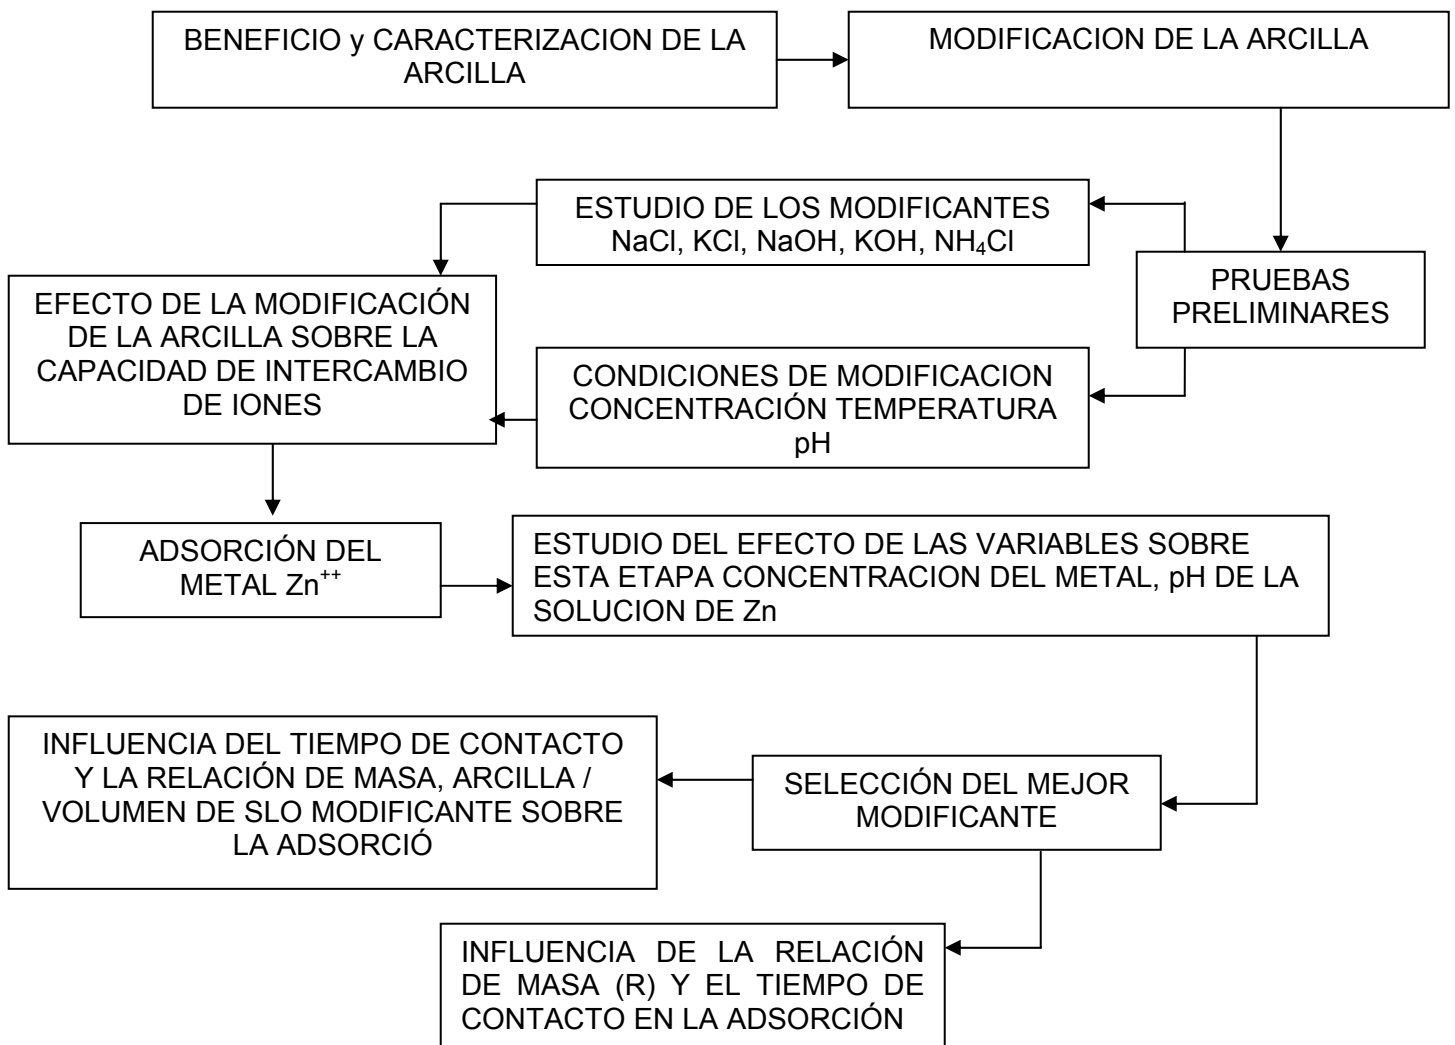 BENEFICIO y CARACTERIZACION DE LA
ARCILLA
MODIFICACION DE LA ARCILLA
ESTUDIO DE LOS MODIFICANTES
NaCl, KCl, NaOH, KOH, NH₄Cl
PRUEBAS
PRELIMINARES
EFECTO DE LA MODIFICACIÓN
DE LA ARCILLA SOBRE LA
CAPACIDAD DE INTERCAMBIO
DE IONES
CONDICIONES DE MODIFICACION
CONCENTRACIÓN TEMPERATURA
pH
ADSORCIÓN DEL
METAL Zn⁺⁺
ESTUDIO DEL EFECTO DE LAS VARIABLES SOBRE
ESTA ETAPA CONCENTRACION DEL METAL, pH DE LA
SOLUCION DE Zn
INFLUENCIA DEL TIEMPO DE CONTACTO
Y LA RELACIÓN DE MASA, ARCILLA /
VOLUMEN DE SLO MODIFICANTE SOBRE
LA ADSORCIÓ
SELECCIÓN DEL MEJOR
MODIFICANTE
INFLUENCIA DE LA RELACIÓN
DE MASA (R) Y EL TIEMPO DE
CONTACTO EN LA ADSORCIÓN